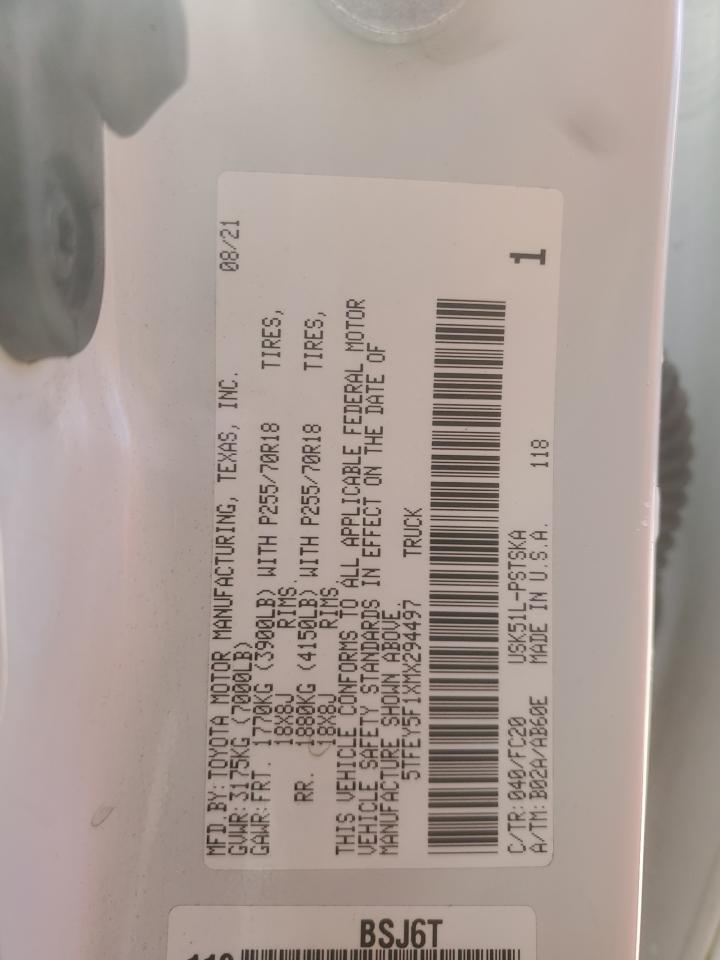 MFD.BY:TOYOTA MOTOR MANUFACTURING, TEXAS, INC. 08/21
GVWR:3175KG (7000LB)
GAWR:FRT. 1770KG (3900LB) WITH P255/70R18 TIRES,
18X8J RIMS.
RR. 1880KG (4150LB) WITH P255/70R18 TIRES,
18X8J RIMS
THIS VEHICLE CONFORMS TO ALL APPLICABLE FEDERAL MOTOR
VEHICLE SAFETY STANDARDS IN EFFECT ON THE DATE OF
MANUFACTURE SHOWN ABOVE.
5TFEY5F1XMX294497 TRUCK
1
C/TR:040/FC20 USK51L-PSTSKA
A/TM:B02A/AB60E MADE IN U.S.A. 118
BSJ6T